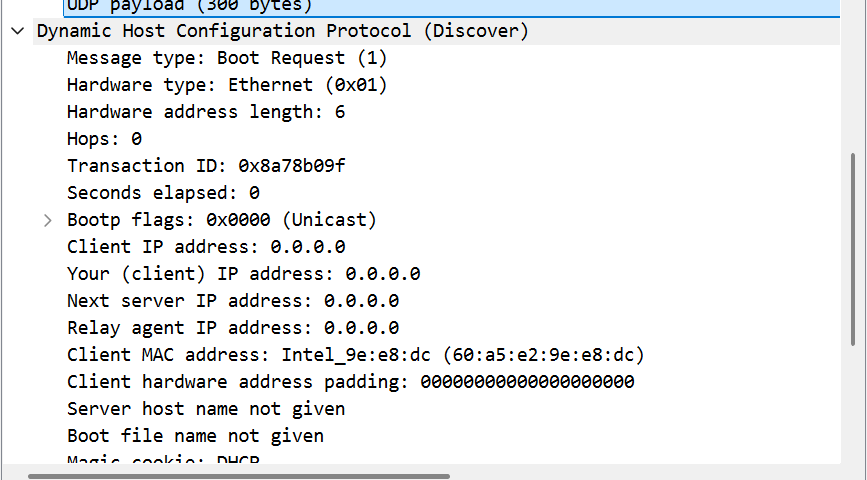 UDP payload (300 bytes)
Dynamic Host Configuration Protocol (Discover)
Message type: Boot Request (1)
Hardware type: Ethernet (0x01)
Hardware address length: 6
Hops: 0
Transaction ID: 0x8a78b09f
Seconds elapsed: 0
Bootp flags: 0x0000 (Unicast)
Client IP address: 0.0.0.0
Your (client) IP address: 0.0.0.0
Next server IP address: 0.0.0.0
Relay agent IP address: 0.0.0.0
Client MAC address: Intel_9e:e8:dc (60:a5:e2:9e:e8:dc)
Client hardware address padding: 00000000000000000000
Server host name not given
Boot file name not given
Magic cookie: DHCP